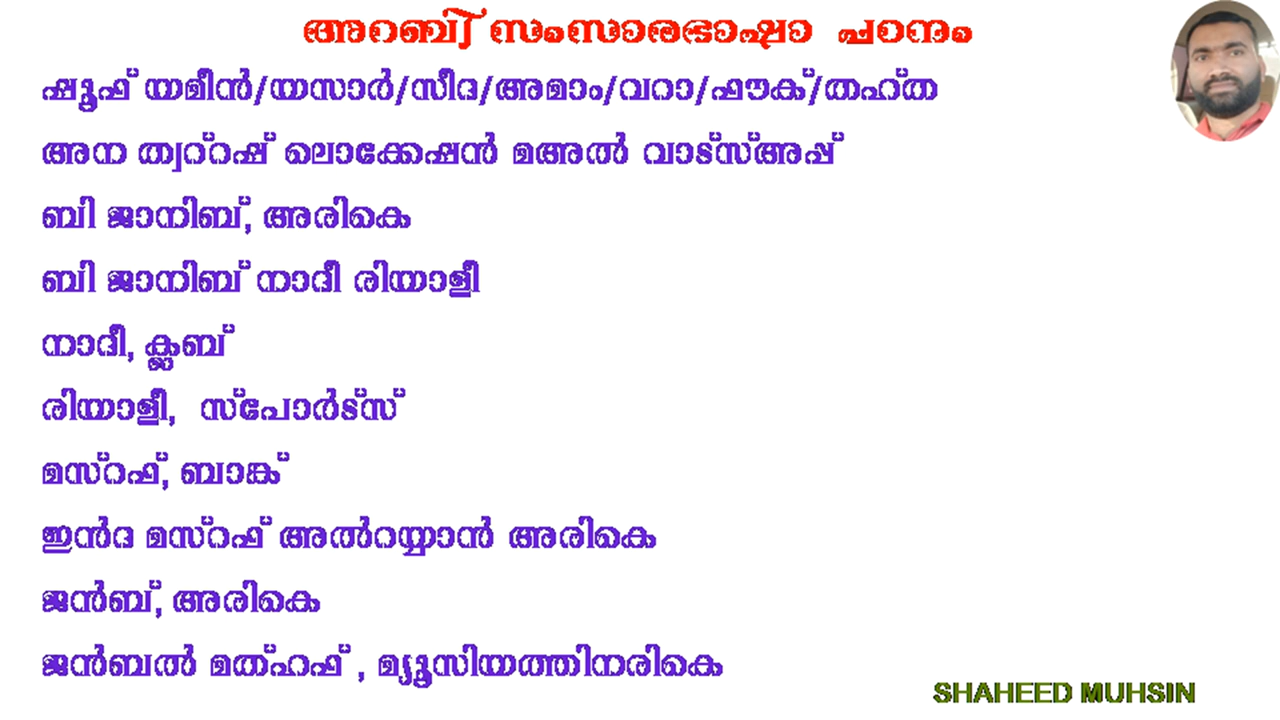 അറബി സംസാരഭാഷാ പഠനം
ഷൂഫ് യമീൻ/യസാർ/സീദ/അമാം/വറാ/ഫൗക്/തഹ്ത
അന ത്വറ്റഷ് ലൊക്കേഷൻ മഅൽ വാട്സ്അപ്പ്
ബി ജാനിബ്, അരികെ
ബി ജാനിബ് നാദീ രിയാളീ
നാദീ, ക്ലബ്
രിയാളീ, സ്പോർട്സ്
മസ്റഫ്, ബാങ്ക്
ഇൻദ മസ്റഫ് അൽറയ്യാൻ അരികെ
ജൻബ്, അരികെ
ജൻബൽ മത്ഹഫ് , മ്യൂസിയത്തിനരികെ
SHAHEED MUHSIN